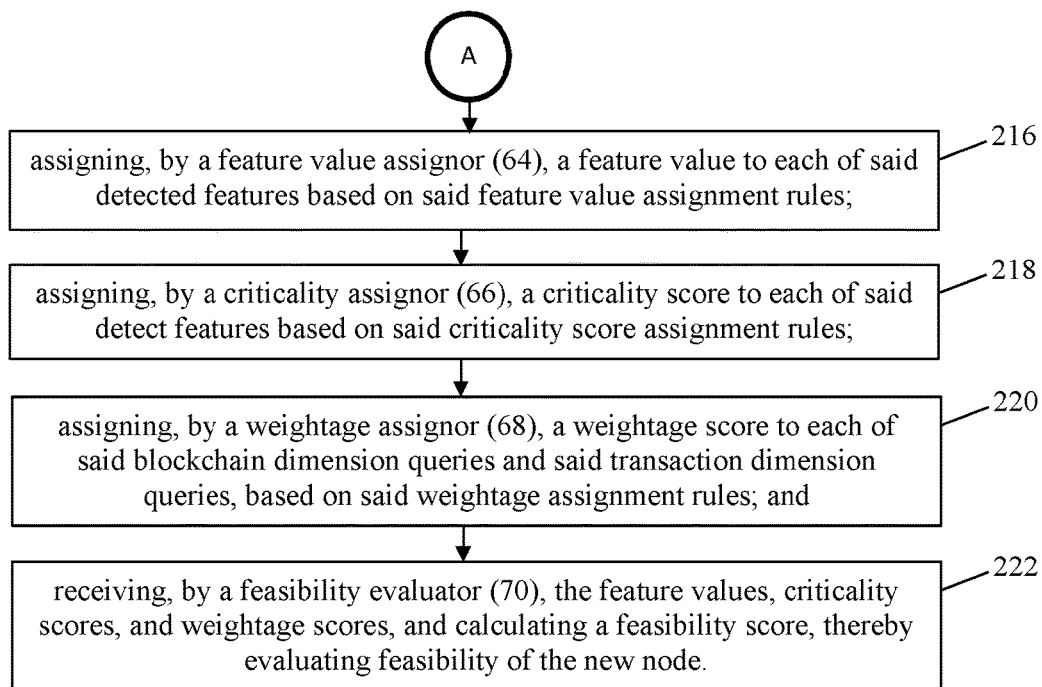 A
216
assigning, by a feature value assignor (64), a feature value to each of said
detected features based on said feature value assignment rules;
218
assigning, by a criticality assignor (66), a criticality score to each of said
detect features based on said criticality score assignment rules;
220
assigning, by a weightage assignor (68), a weightage score to each of
said blockchain dimension queries and said transaction dimension
queries, based on said weightage assignment rules; and
222
receiving, by a feasibility evaluator (70), the feature values, criticality
scores, and weightage scores, and calculating a feasibility score, thereby
evaluating feasibility of the new node.